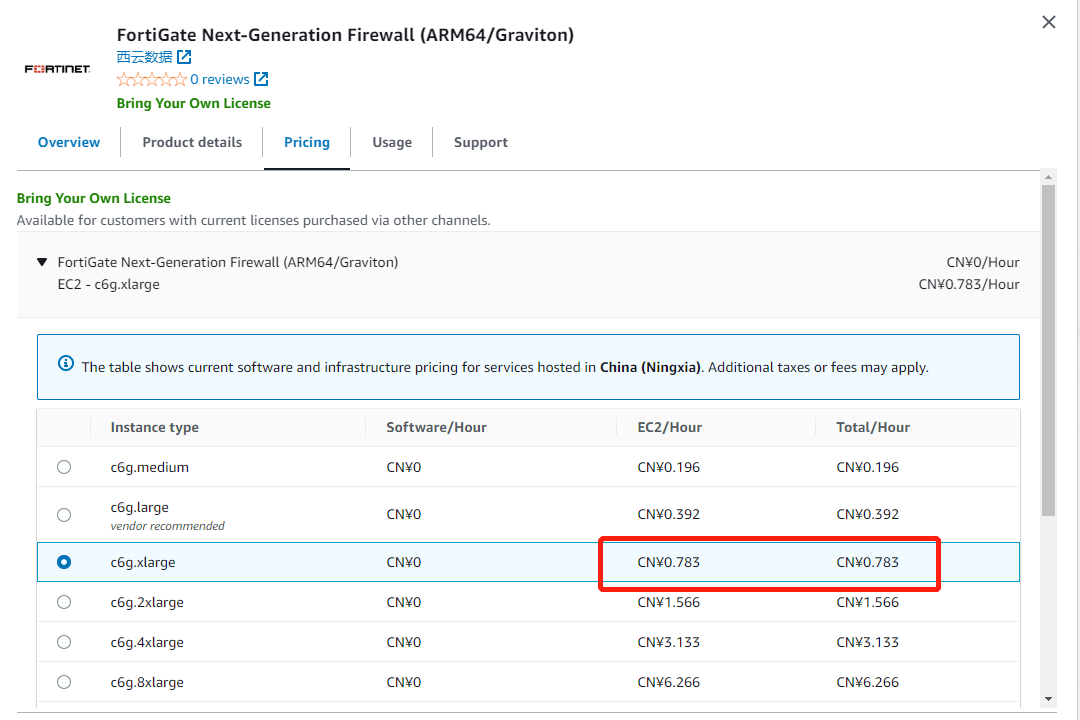 FortiGate Next-Generation Firewall (ARM64/Graviton)
西云数据
FORTINET
0 reviews
Bring Your Own License
Overview Product details Pricing Usage Support
Bring Your Own License
Available for customers with current licenses purchased via other channels.
FortiGate Next-Generation Firewall (ARM64/Graviton) CN¥0/Hour
EC2 - c6g.xlarge CN¥0.783/Hour
The table shows current software and infrastructure pricing for services hosted in China (Ningxia). Additional taxes or fees may apply.
Instance type Software/Hour EC2/Hour Total/Hour
c6g.medium CN¥0 CN¥0.196 CN¥0.196
c6g.large CN¥0 CN¥0.392 CN¥0.392
vendor recommended
c6g.xlarge CN¥0 CN¥0.783 CN¥0.783
c6g.2xlarge CN¥0 CN¥1.566 CN¥1.566
c6g.4xlarge CN¥0 CN¥3.133 CN¥3.133
c6g.8xlarge CN¥0 CN¥6.266 CN¥6.266